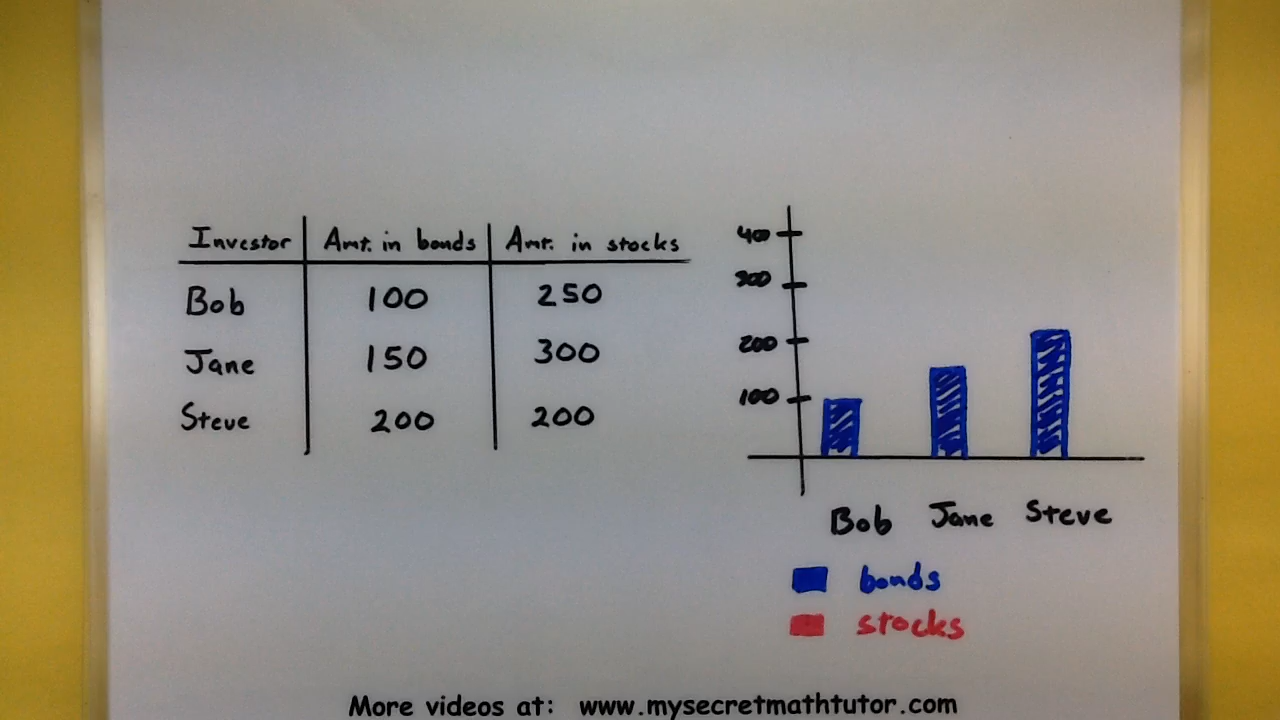 Investor Amt. in bonds Amt. in stocks
Bob 100 250
Jane 150 300
Steve 200 200
400
300
200
100
Bob Jane Steve
bonds
stocks
More videos at: www.mysecretmathtutor.com